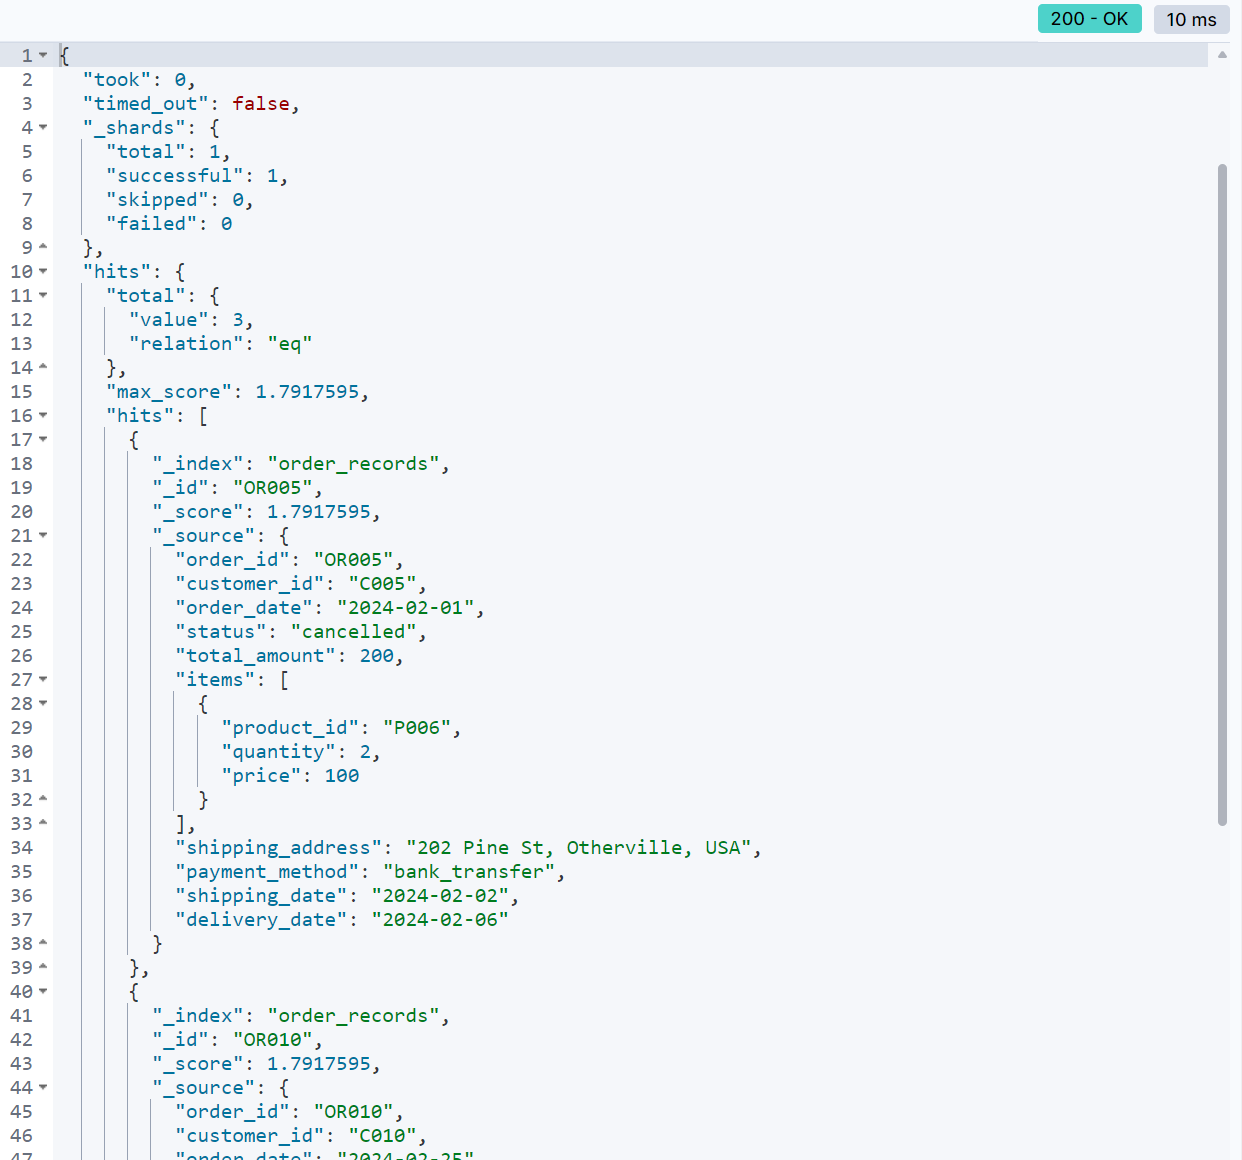 200 - OK 10 ms
1 {
2 "took": 0,
3 "timed_out": false,
4 "_shards": {
5 "total": 1,
6 "successful": 1,
7 "skipped": 0,
8 "failed": 0
9 },
10 "hits": {
11 "total": {
12 "value": 3,
13 "relation": "eq"
14 },
15 "max_score": 1.7917595,
16 "hits": [
17 {
18 "_index": "order_records",
19 "_id": "OR005",
20 "_score": 1.7917595,
21 "_source": {
22 "order_id": "OR005",
23 "customer_id": "C005",
24 "order_date": "2024-02-01",
25 "status": "cancelled",
26 "total_amount": 200,
27 "items": [
28 {
29 "product_id": "P006",
30 "quantity": 2,
31 "price": 100
32 }
33 ],
34 "shipping_address": "202 Pine St, Otherville, USA",
35 "payment_method": "bank_transfer",
36 "shipping_date": "2024-02-02",
37 "delivery_date": "2024-02-06"
38 }
39 },
40 {
41 "_index": "order_records",
42 "_id": "OR010",
43 "_score": 1.7917595,
44 "_source": {
45 "order_id": "OR010",
46 "customer_id": "C010",
47 "order_date": "2024-02-25"